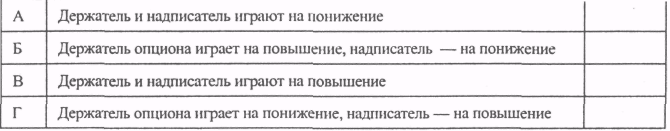 А Держатель и надписатель играют на понижение
Б Держатель опциона играет на повышение, надписатель — на понижение
В Держатель и надписатель играют на повышение
Г Держатель опциона играет на понижение, надписатель — на повышение